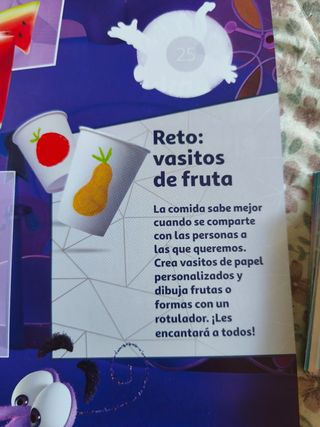 25
Reto:
vasitos
de fruta
La comida sabe mejor
cuando se comparte
con las personas a
las que queremos.
Crea vasitos de papel
personalizados y
dibuja frutas o
formas con un
rotulador. ¡Les
encantará a todos!